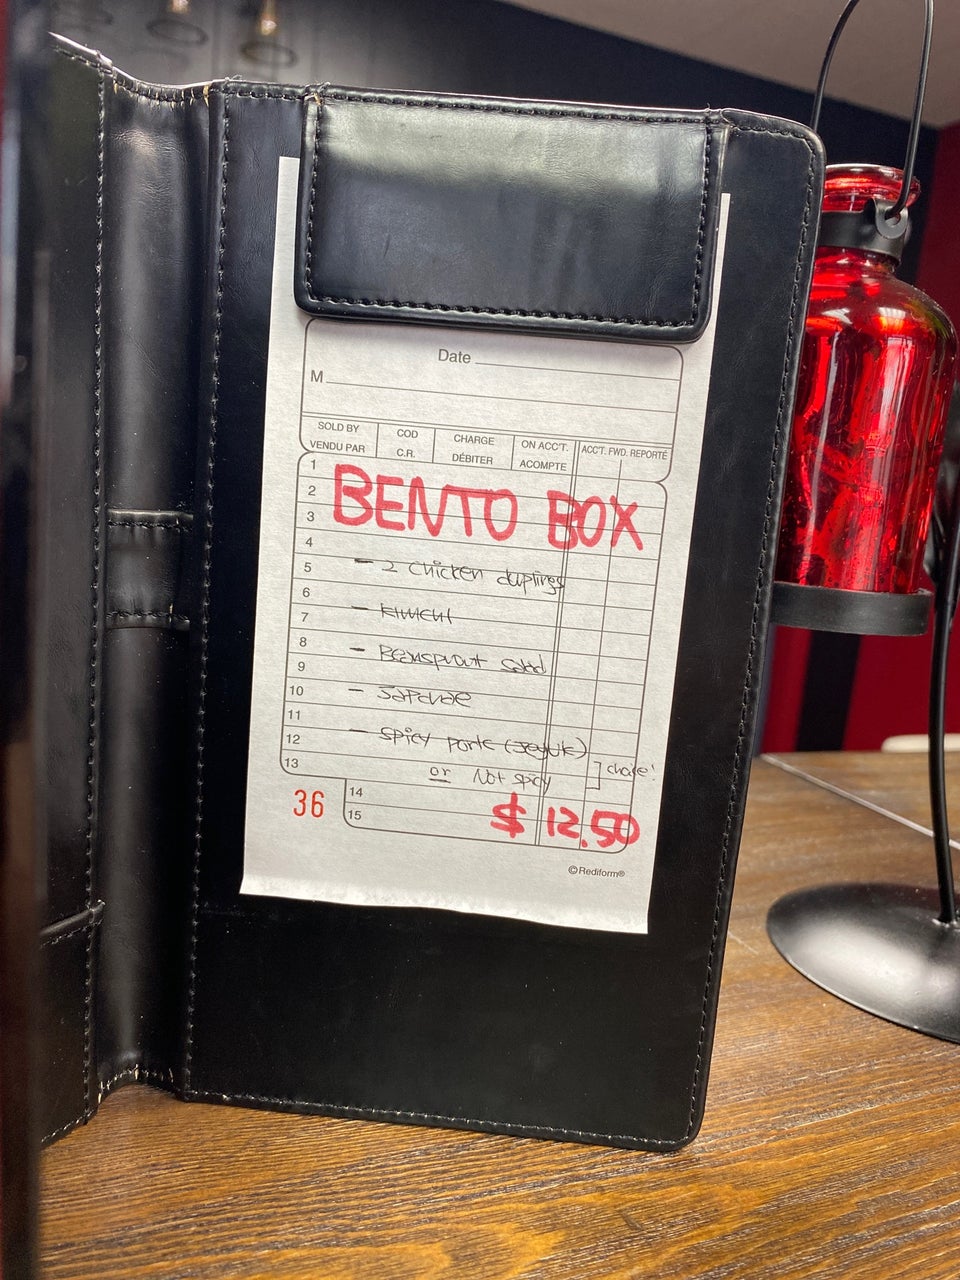 Date
M
SOLD BY
VENDU PAR
COD
C.R.
CHARGE
DÉBITER
ON ACC'T.
ACOMPTE
ACCT. FWD. REPORTÉ
1
2
3
BENTO BOX
4
5 - 2 chicken duplings
6
7 - kimchi
8
9 - Beansprout salad
10 - Japchae
11
12 - spicy pork (Jeyuk)
13 or Not spicy ] choice!
36
14
15 $ 12.50
©Rediform®